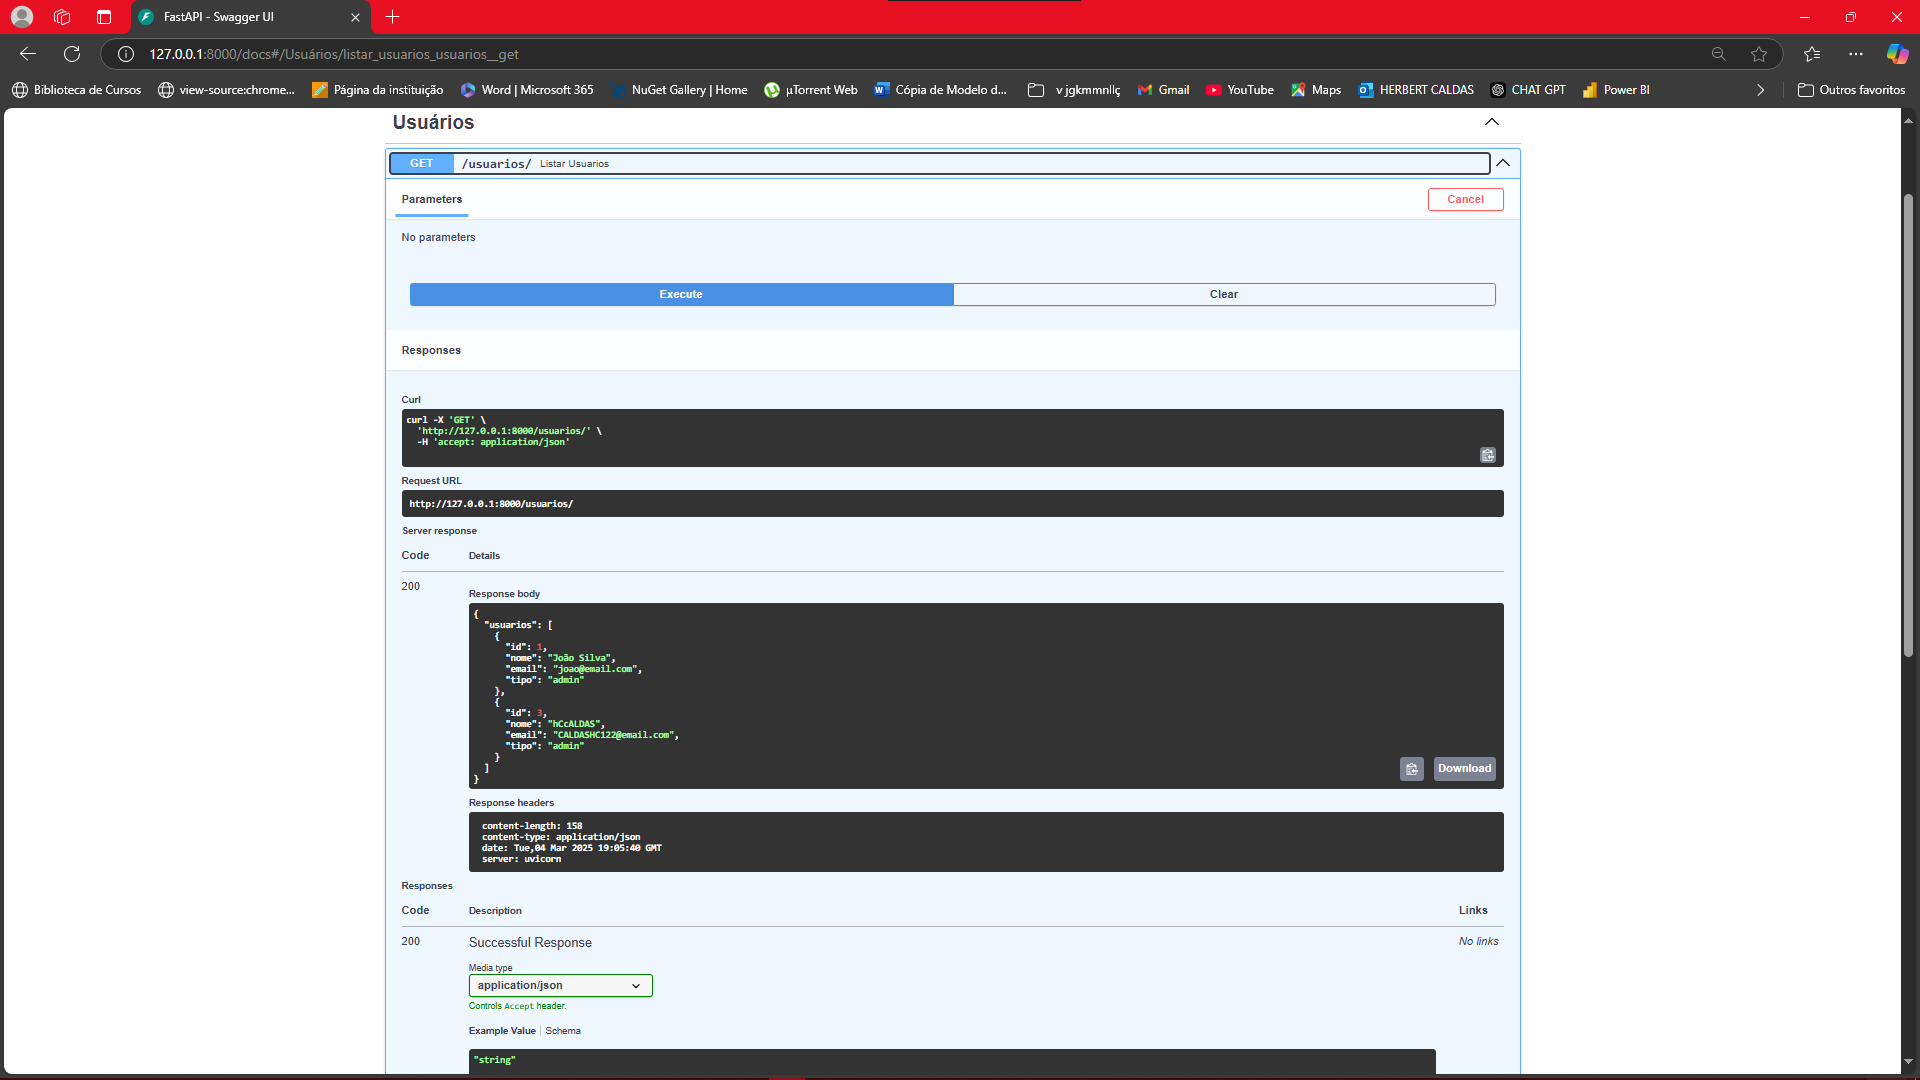 FastAPI - Swagger UI
127.0.0.1:8000/docs#/Usuários/listar_usuarios_usuarios__get
Biblioteca de Cursos
view-source:chrome...
Página da instituição
Word | Microsoft 365
NuGet Gallery | Home
µTorrent Web
Cópia de Modelo d...
v jgkmmnllç
Gmail
YouTube
Maps
HERBERT CALDAS
CHAT GPT
Power BI
Outros favoritos
Usuários
GET /usuarios/ Listar Usuarios
Parameters
Cancel
No parameters
Execute
Clear
Responses
Curl
curl -X 'GET' \
'http://127.0.0.1:8000/usuarios/' \
-H 'accept: application/json'
Request URL
http://127.0.0.1:8000/usuarios/
Server response
Code Details
200
Response body
{
"usuarios": [
{
"id": 1,
"nome": "João Silva",
"email": "joao@email.com",
"tipo": "admin"
},
{
"id": 3,
"nome": "hCcALDAS",
"email": "CALDASHC122@email.com",
"tipo": "admin"
}
]
}
Download
Response headers
content-length: 158
content-type: application/json
date: Tue,04 Mar 2025 19:05:40 GMT
server: uvicorn
Responses
Code Description Links
200 Successful Response No links
Media type
application/json
Controls Accept header.
Example Value Schema
"string"